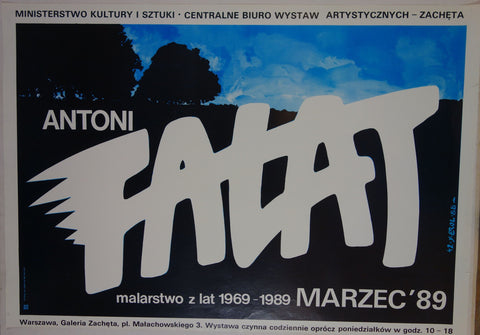 MINISTERSTWO KULTURY I SZTUKI · CENTRALNE BIURO WYSTAW ARTYSTYCZNYCH – ZACHĘTA
ANTONI
FAŁAT
malarstwo z lat 1969 - 1989 MARZEC '89
Warszawa, Galeria Zachęta, pl. Małachowskiego 3. Wystawa czynna codziennie oprócz poniedziałków w godz. 10 – 18